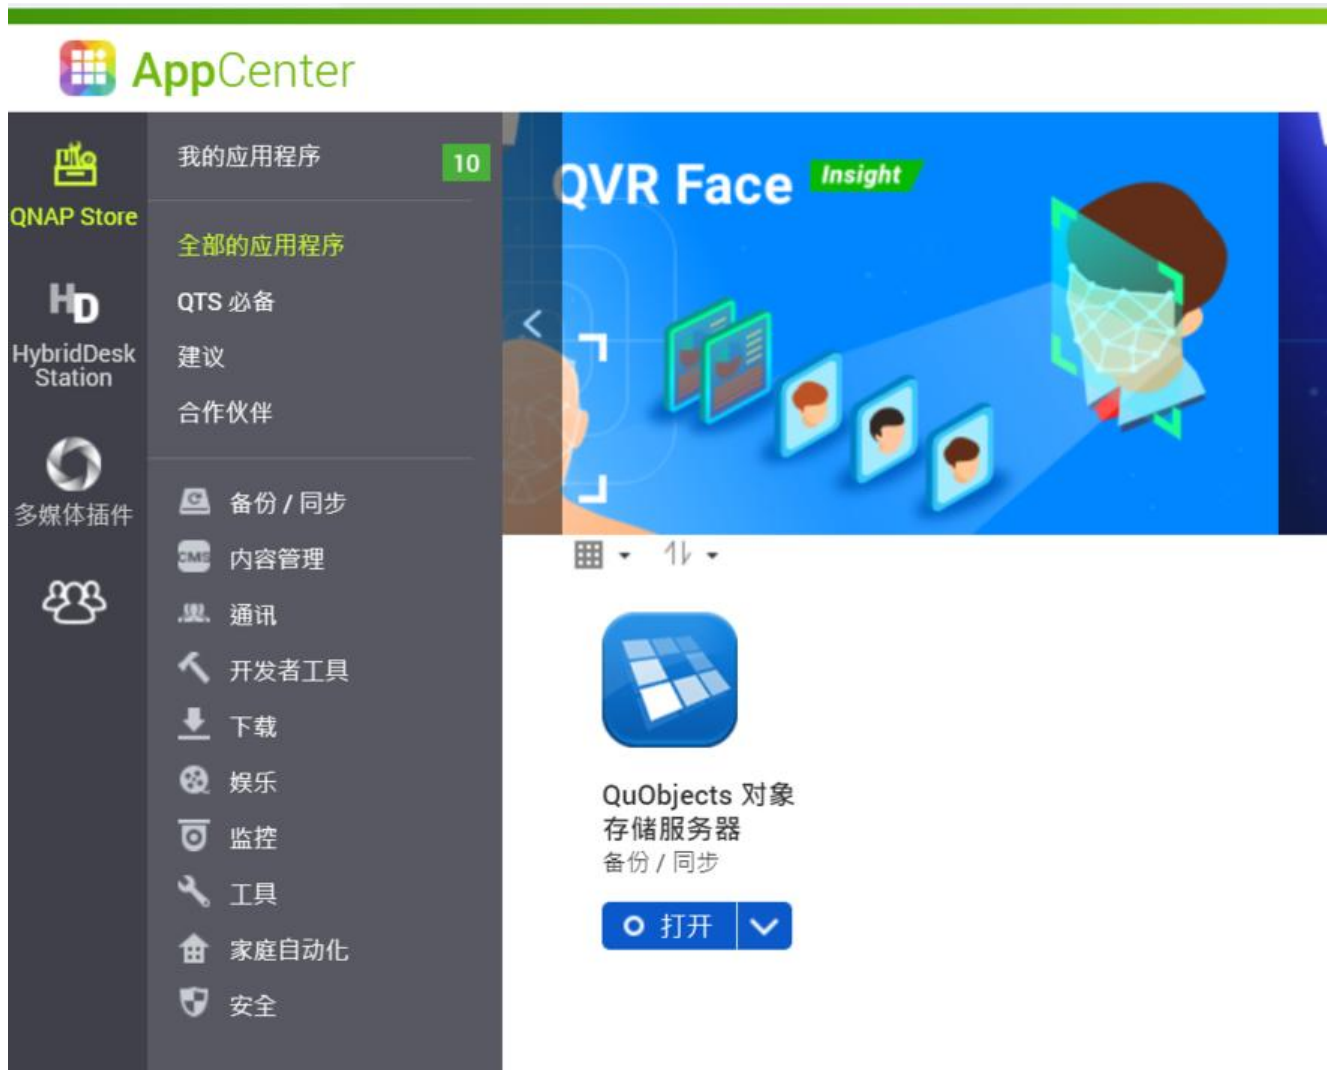 AppCenter
QNAP Store
HD
HybridDesk
Station
多媒体插件
我的应用程序 10
全部的应用程序
QTS 必备
建议
合作伙伴
备份 / 同步
CMS 内容管理
通讯
开发者工具
下载
娱乐
监控
工具
家庭自动化
安全
QVR Face Insight
QuObjects 对象
存储服务器
备份 / 同步
打开